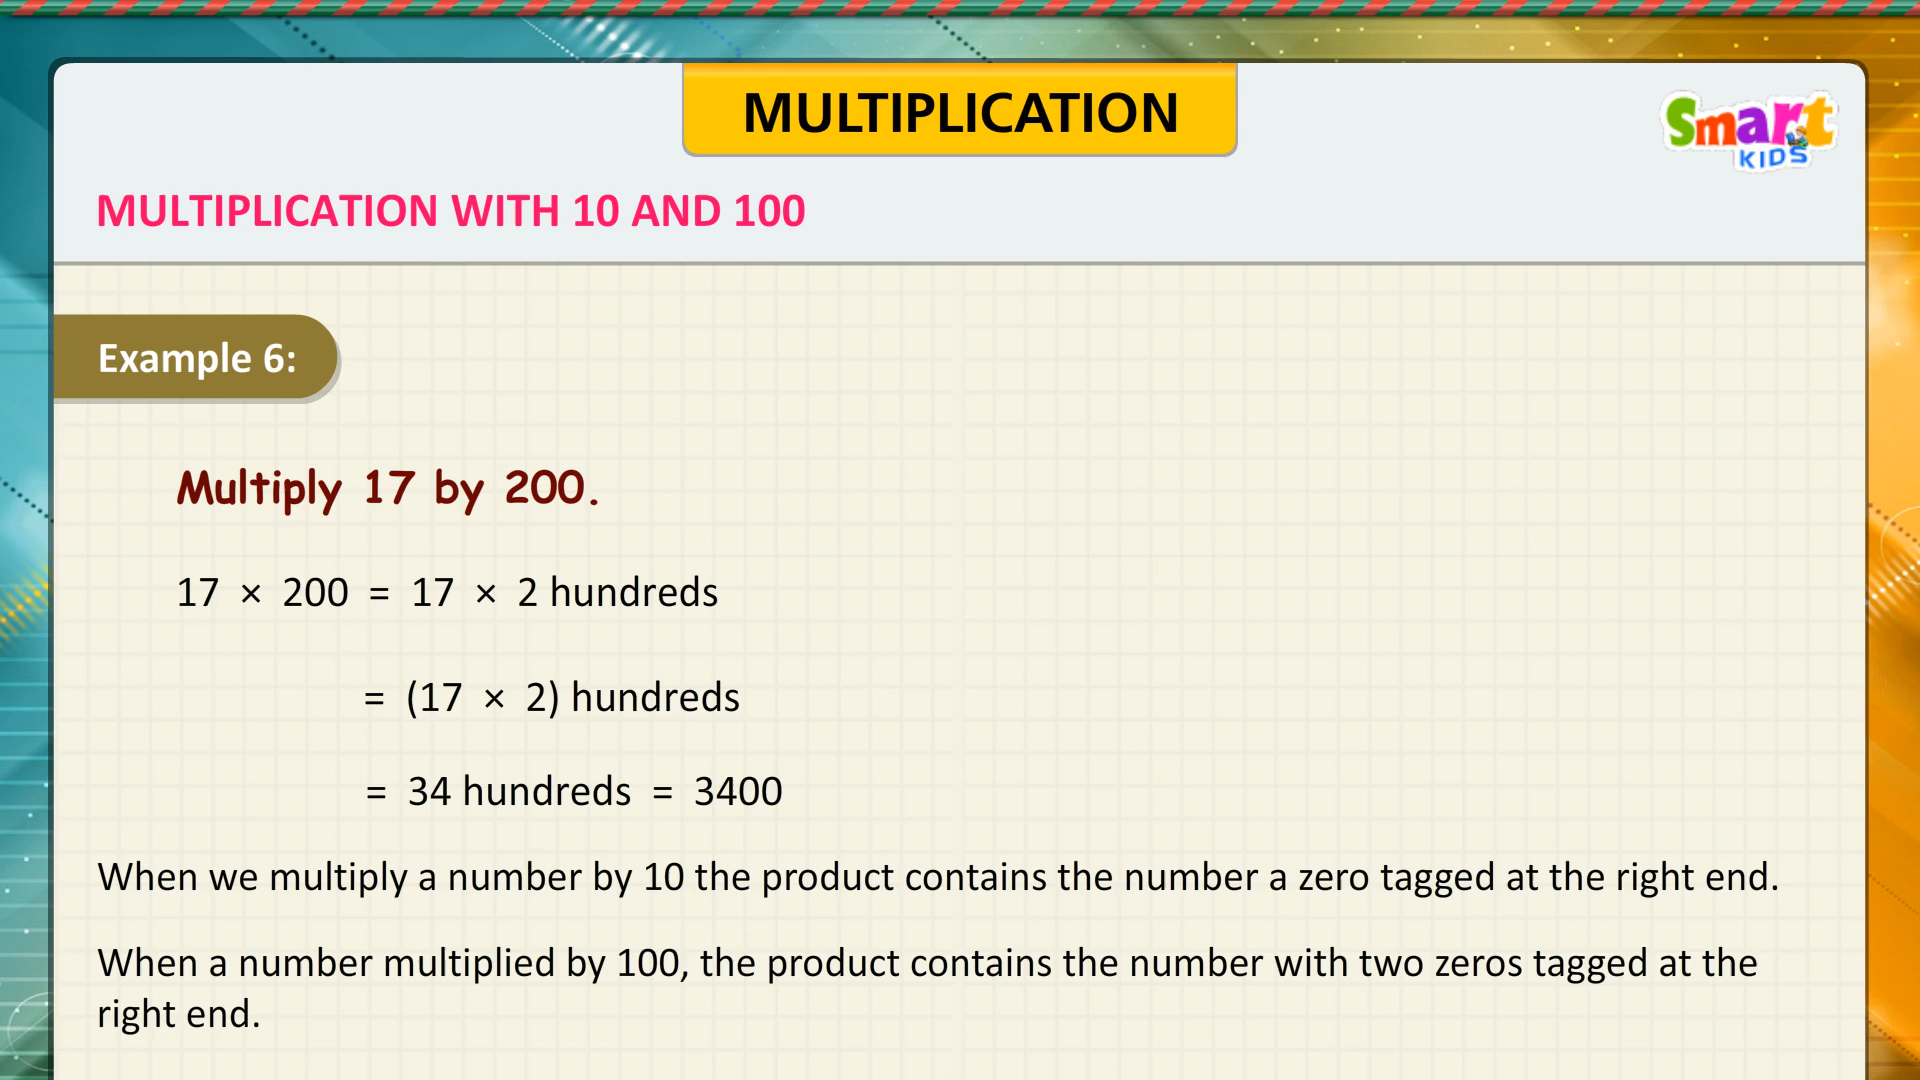 MULTIPLICATION
Smart
KIDS
MULTIPLICATION WITH 10 AND 100
Example 6:
Multiply 17 by 200.
17 × 200 = 17 × 2 hundreds
= (17 × 2) hundreds
= 34 hundreds = 3400
When we multiply a number by 10 the product contains the number a zero tagged at the right end.
When a number multiplied by 100, the product contains the number with two zeros tagged at the
right end.